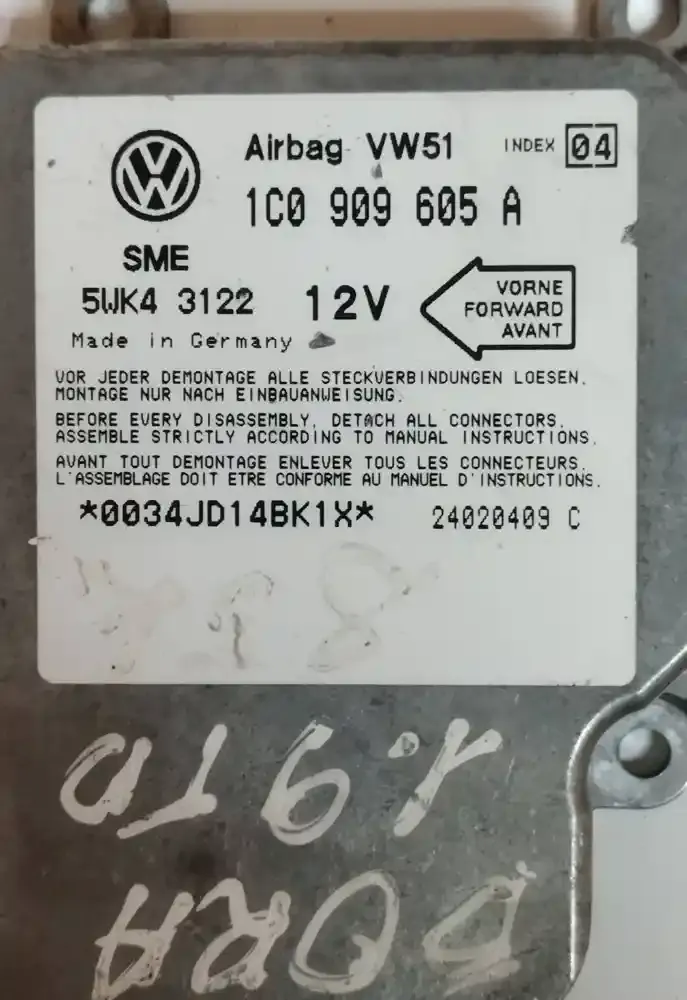 Airbag VW51 INDEX 04
1C0 909 605 A
SME
5WK4 3122 12V
VORNE
FORWARD
AVANT
Made in Germany
VOR JEDER DEMONTAGE ALLE STECKVERBINDUNGEN LOESEN.
MONTAGE NUR NACH EINBAUANWEISUNG.
BEFORE EVERY DISASSEMBLY, DETACH ALL CONNECTORS.
ASSEMBLE STRICTLY ACCORDING TO MANUAL INSTRUCTIONS.
AVANT TOUT DEMONTAGE ENLEVER TOUS LES CONNECTEURS.
L'ASSEMBLAGE DOIT ETRE CONFORME AU MANUEL D'INSTRUCTIONS.
*0034JD14BK1X* 24020409 C
BORA
1.9TD